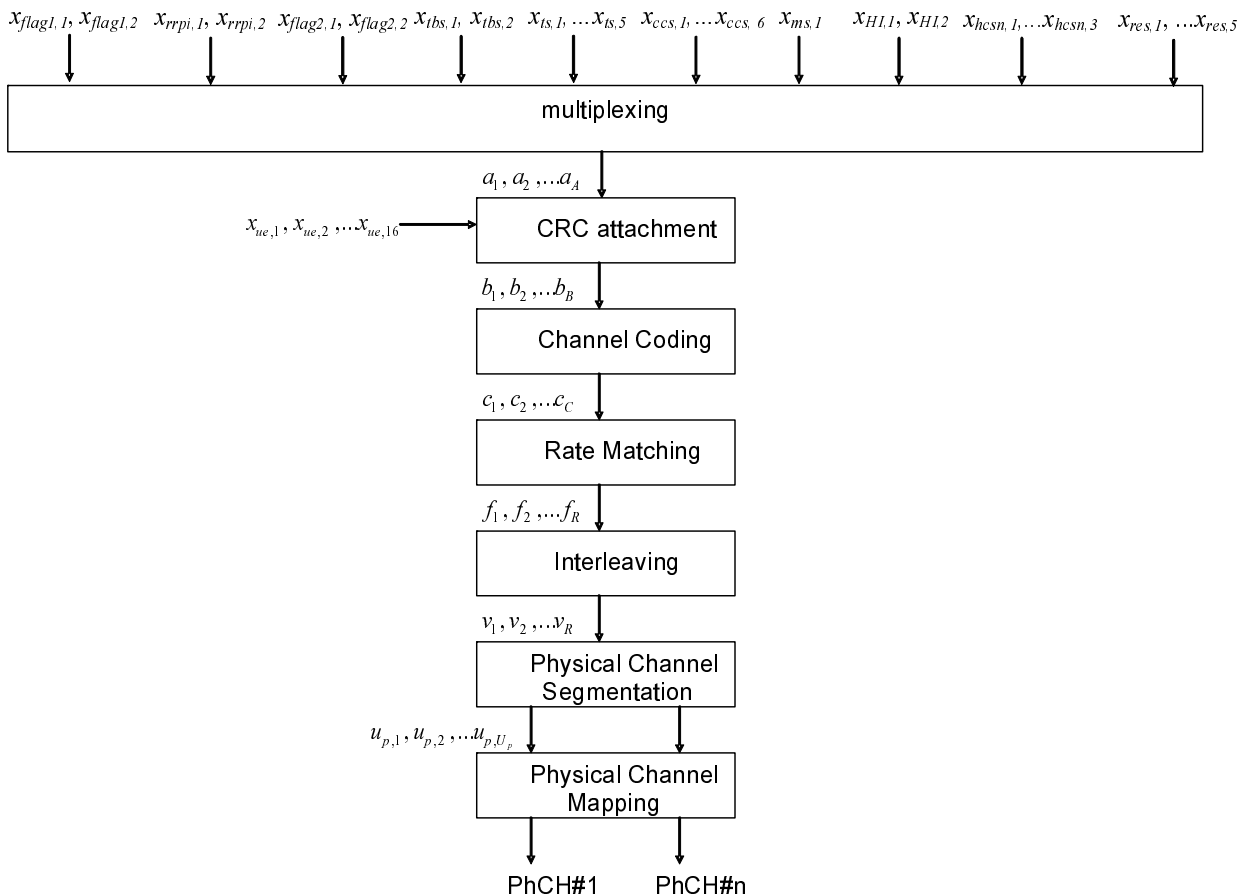 x_flag1,1, x_flag1,2 x_rrpi,1, x_rrpi,2 x_flag2,1, x_flag2,2 x_tbs,1, x_tbs,2 x_ts,1, ...x_ts,5 x_ccs,1, ...x_ccs,6 x_ms,1 x_HI,1, x_HI,2 x_hcsn,1,...x_hcsn,3 x_res,1, ...x_res,5
multiplexing
a_1, a_2,...a_A
x_ue,1, x_ue,2,...x_ue,16
CRC attachment
b_1, b_2,...b_B
Channel Coding
c_1, c_2,...c_C
Rate Matching
f_1, f_2,...f_R
Interleaving
v_1, v_2,...v_R
Physical Channel
Segmentation
u_p,1, u_p,2,...u_p,U_p
Physical Channel
Mapping
PhCH#1 PhCH#n